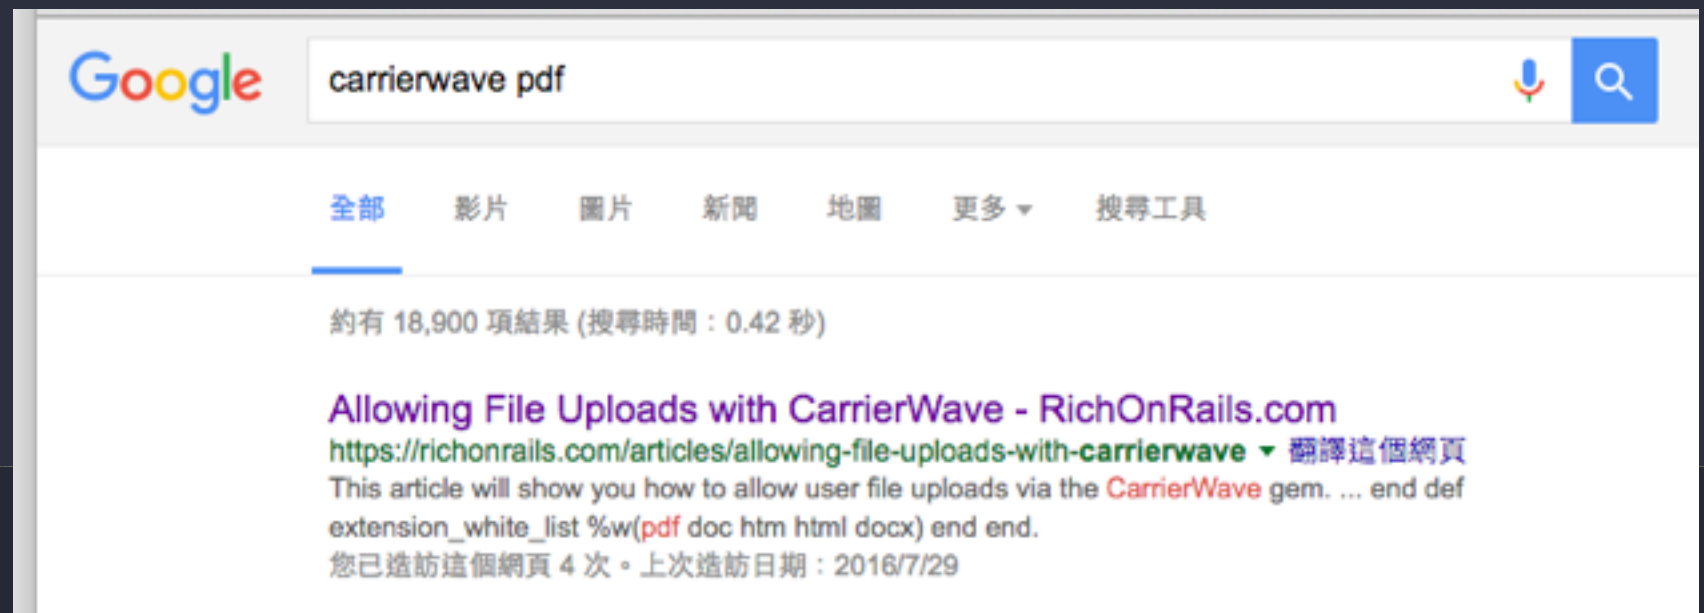 Google carrierwave pdf
全部 影片 圖片 新聞 地圖 更多 搜尋工具
約有 18,900 項結果 (搜尋時間：0.42 秒)
Allowing File Uploads with CarrierWave - RichOnRails.com
https://richonrails.com/articles/allowing-file-uploads-with-carrierwave 翻譯這個網頁
This article will show you how to allow user file uploads via the CarrierWave gem. ... end def
extension_white_list %w(pdf doc htm html docx) end end.
您已造訪這個網頁 4 次。上次造訪日期：2016/7/29